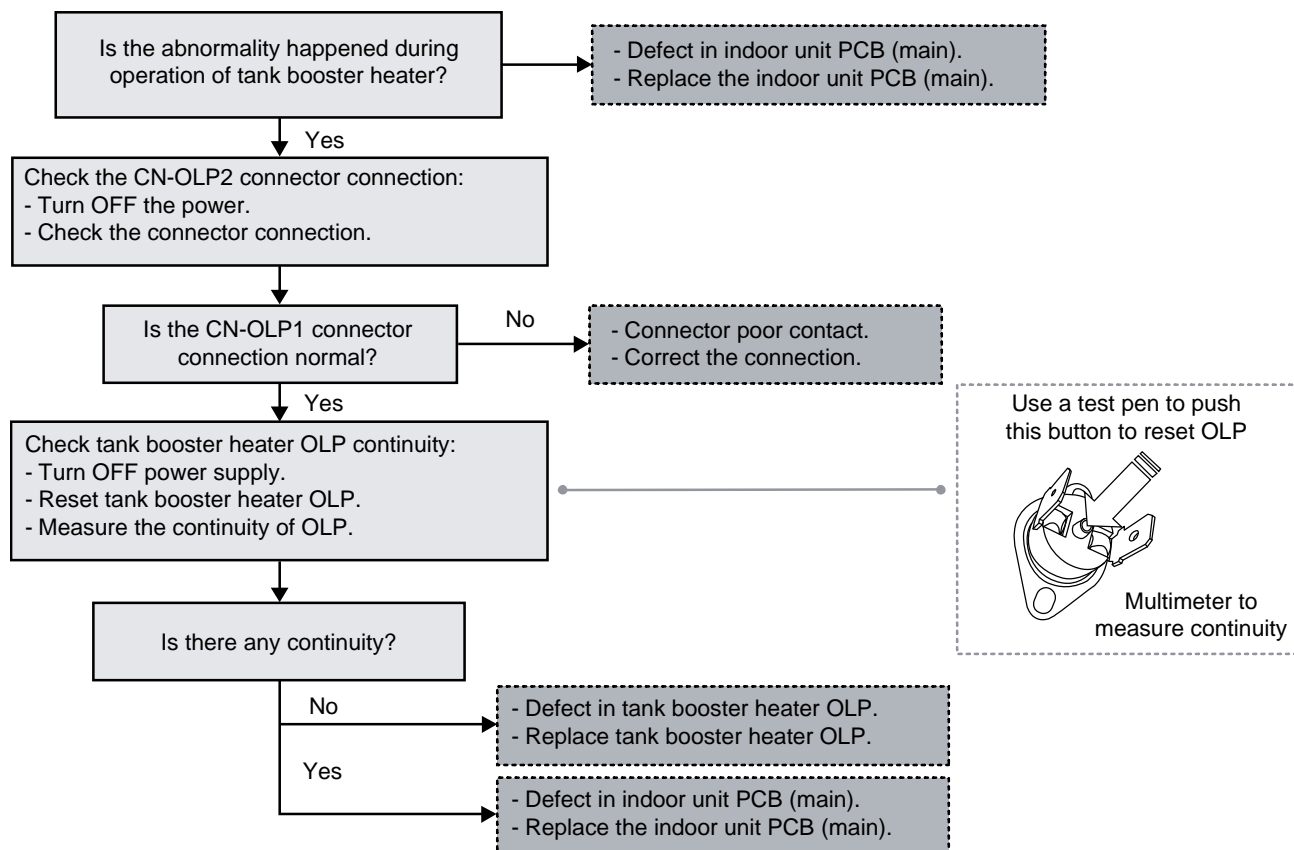 Is the abnormality happened during
operation of tank booster heater?
- Defect in indoor unit PCB (main).
- Replace the indoor unit PCB (main).
Yes
Check the CN-OLP2 connector connection:
- Turn OFF the power.
- Check the connector connection.
Is the CN-OLP1 connector
connection normal?
No
- Connector poor contact.
- Correct the connection.
Yes
Check tank booster heater OLP continuity:
- Turn OFF power supply.
- Reset tank booster heater OLP.
- Measure the continuity of OLP.
Use a test pen to push
this button to reset OLP
Multimeter to
measure continuity
Is there any continuity?
No
- Defect in tank booster heater OLP.
- Replace tank booster heater OLP.
Yes
- Defect in indoor unit PCB (main).
- Replace the indoor unit PCB (main).